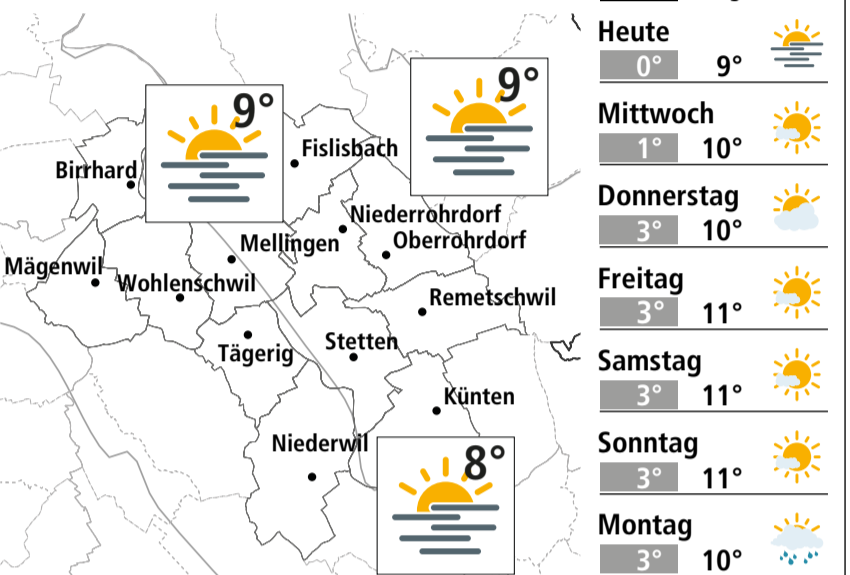 9°
9°
Fislisbach
Birrhard
Niederrohrdorf
Mellingen
Oberrohrdorf
Mägenwil
Wohlenschwil
Remetschwil
Stetten
Tägerig
Künten
Niederwil
8°
Heute
0° 9°
Mittwoch
1° 10°
Donnerstag
3° 10°
Freitag
3° 11°
Samstag
3° 11°
Sonntag
3° 11°
Montag
3° 10°